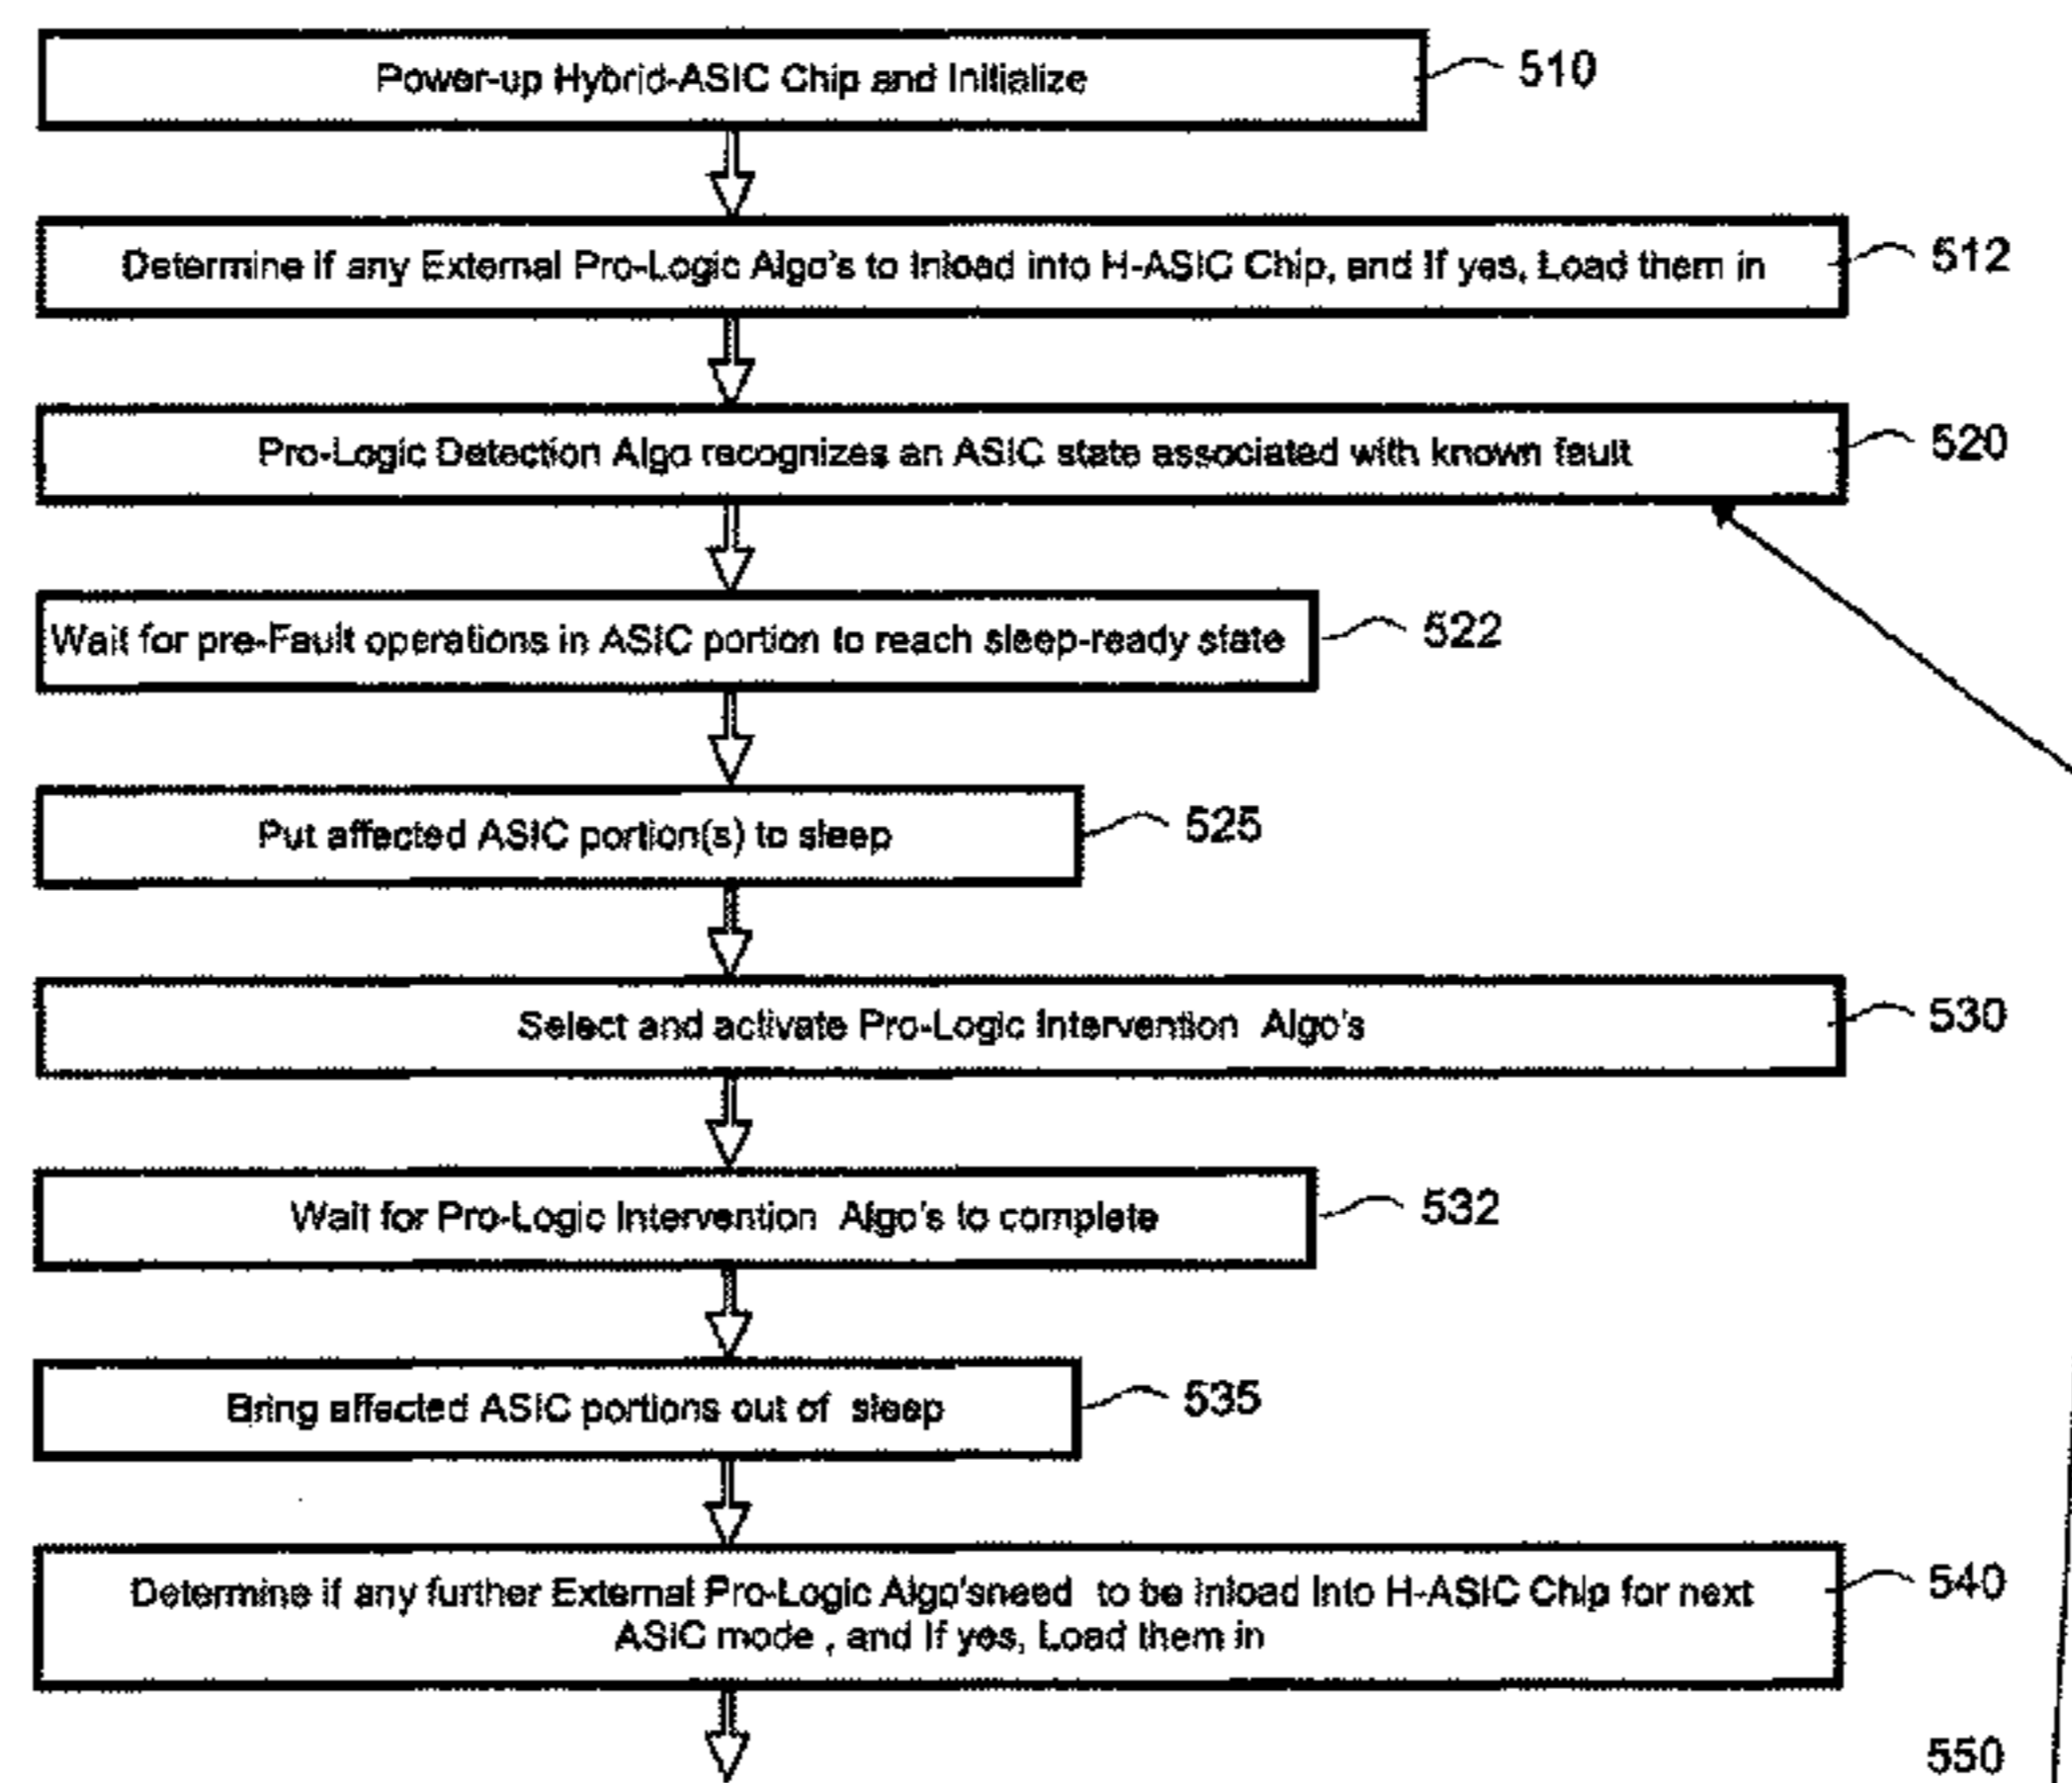 Power-up Hybrid-ASIC Chip and Initialize
510
Determine if any External Pro-Logic Algo's to Inload into H-ASIC Chip, and If yes, Load them in
512
Pro-Logic Detection Algo recognizes an ASIC state associated with known fault
520
Wait for pre-Fault operations in ASIC portion to reach sleep-ready state
522
Put affected ASIC portion(s) to sleep
525
Select and activate Pro-Logic Intervention Algo's
530
Wait for Pro-Logic Intervention Algo's to complete
532
Bring affected ASIC portions out of sleep
535
Determine if any further External Pro-Logic Algo'sneed to be Inload Into H-ASIC Chip for next
ASIC mode , and If yes, Load them in
540
550